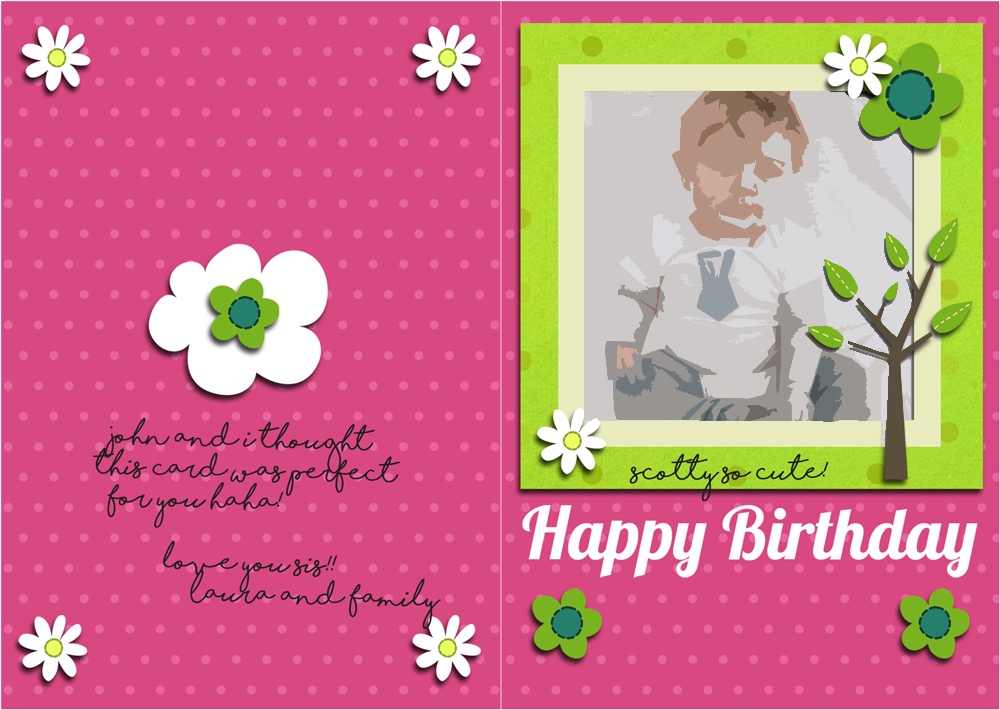 john and i thought
this card was perfect
for you haha!
love you sis!!
laura and family
scotty so cute!
Happy Birthday